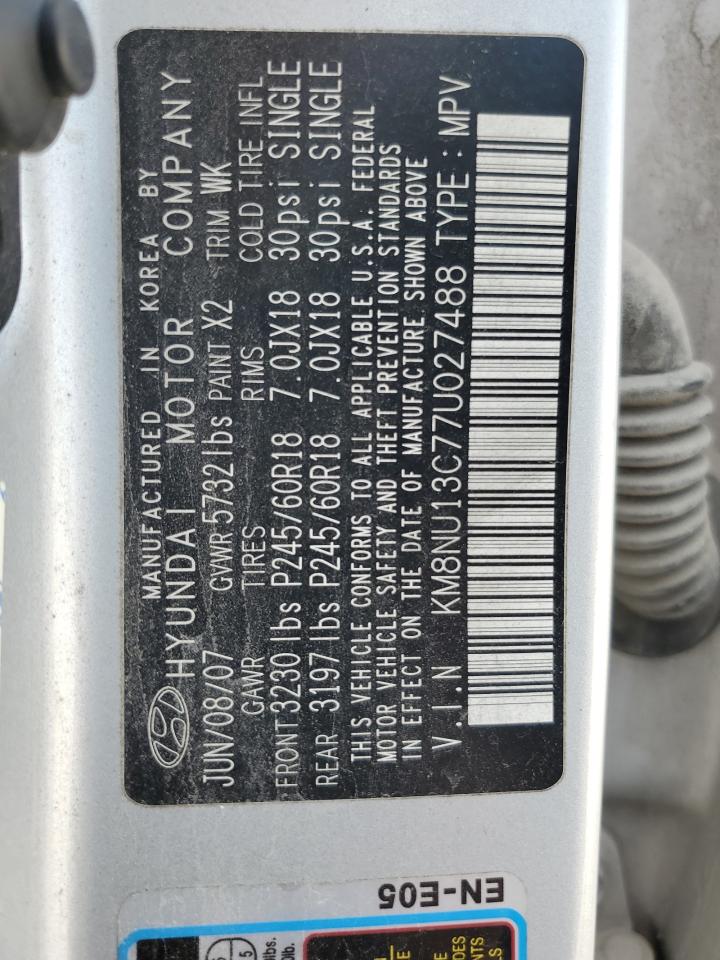 MANUFACTURED IN KOREA BY
HYUNDAI MOTOR COMPANY
JUN/08/07 GVWR 5732lbs PAINT X2 TRIM WK
GAWR TIRES RIMS COLD TIRE INFL
FRONT 3230 lbs P245/60R18 7.0JX18 30psi SINGLE
REAR 3197 lbs P245/60R18 7.0JX18 30psi SINGLE
THIS VEHICLE CONFORMS TO ALL APPLICABLE U.S.A. FEDERAL
MOTOR VEHICLE SAFETY AND THEFT PREVENTION STANDARDS
IN EFFECT ON THE DATE OF MANUFACTURE SHOWN ABOVE
V.I.N KM8NU13C77U027488 TYPE: MPV
EN-E05